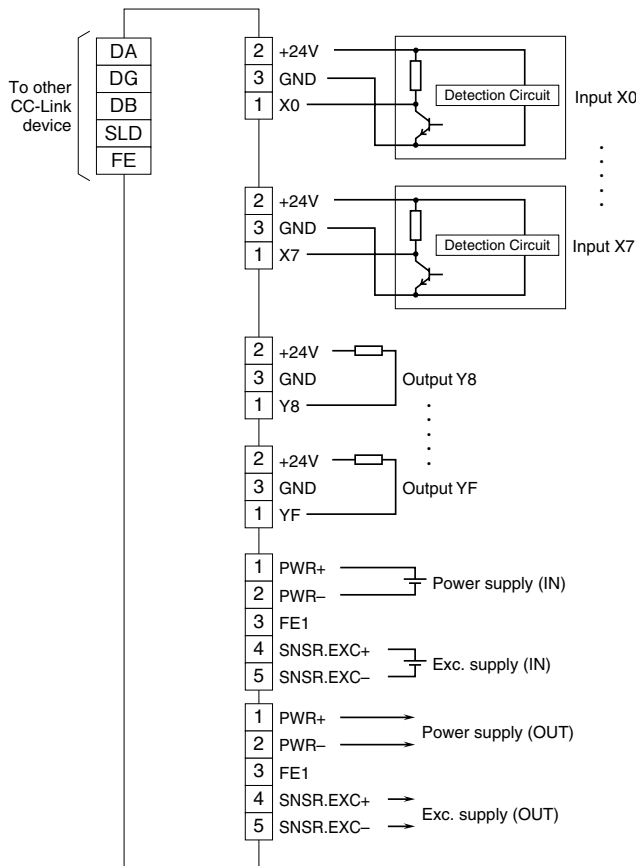 To other
CC-Link
device
DA
DG
DB
SLD
FE
2 +24V
3 GND
1 X0
Detection Circuit
Input X0
2 +24V
3 GND
1 X7
Detection Circuit
Input X7
2 +24V
3 GND
1 Y8
Output Y8
2 +24V
3 GND
1 YF
Output YF
1 PWR+
2 PWR–
3 FE1
4 SNSR.EXC+
5 SNSR.EXC–
Power supply (IN)
Exc. supply (IN)
1 PWR+
2 PWR–
3 FE1
4 SNSR.EXC+
5 SNSR.EXC–
Power supply (OUT)
Exc. supply (OUT)